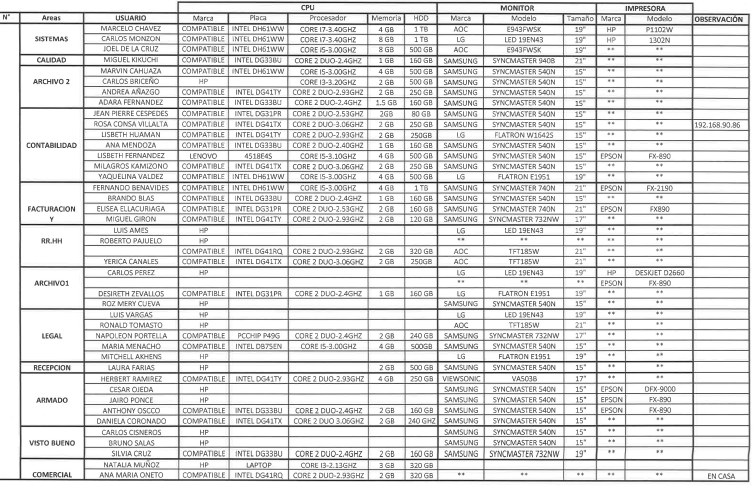 CPU MONITOR IMPRESORA
N° Areas USUARIO Marca Placa Procesador Memoria HDD Marca Modelo Tamaño Marca Modelo OBSERVACIÓN
MARCELO CHAVEZ COMPATIBLE INTEL DH61WW CORE I7-3.40GHZ 4 GB 1 TB AOC E943FWSK 19" HP P1102W
SISTEMAS CARLOS MONZON COMPATIBLE INTEL DH61WW CORE I7-3.40GHZ 8 GB 1 TB LG LED 19EN43 19" HP 1302N
JOEL DE LA CRUZ COMPATIBLE INTEL DH61WW CORE I5-3.00GHZ 8 GB 500 GB AOC E943FWSK 19" ** **
CALIDAD MIGUEL KIKUCHI COMPATIBLE INTEL DG33BU CORE 2 DUO-2.4GHZ 1 GB 160 GB SAMSUNG SYNCMASTER 940B 21" ** **
MARVIN CAHUAZA COMPATIBLE INTEL DH61WW CORE I5-3.00GHZ 4 GB 500 GB SAMSUNG SYNCMASTER 540N 15" ** **
ARCHIVO 2 CARLOS BRICEÑO HP CORE I3-3.20GHZ 2 GB 500 GB SAMSUNG SYNCMASTER 540N 15" ** **
ANDREA AÑAZGO COMPATIBLE INTEL DG41TY CORE 2 DUO-2.93GHZ 2 GB 250 GB SAMSUNG SYNCMASTER 540N 15" ** **
ADARA FERNANDEZ COMPATIBLE INTEL DG33BU CORE 2 DUO-2.4GHZ 1.5 GB 160 GB SAMSUNG SYNCMASTER 540N 15" ** **
JEAN PIERRE CESPEDES COMPATIBLE INTEL DG31PR CORE 2 DUO-2.53GHZ 2GB 80 GB SAMSUNG SYNCMASTER 540N 15" ** **
ROSA CONSA VILLALTA COMPATIBLE INTEL DG41TX CORE 2 DUO-3.06GHZ 2 GB 250 GB SAMSUNG SYNCMASTER 540N 15" ** ** 192.168.90.86
LISBETH HUAMAN COMPATIBLE INTEL DG41TY CORE 2 DUO-2.93GHZ 2 GB 250GB LG FLATRON W1642S 15" ** **
CONTABILIDAD ANA MENDOZA COMPATIBLE INTEL DG33BU CORE 2 DUO-2.40GHZ 1 GB 160 GB SAMSUNG SYNCMASTER 540N 15" ** **
LISBETH FERNANDEZ LENOVO 4518E4S CORE I5-3.10GHZ 4 GB 500 GB SAMSUNG SYNCMASTER 540N 15" EPSON FX-890
MILAGROS KAMIZONO COMPATIBLE INTEL DG41TX CORE 2 DUO-3.06GHZ 2 GB 250 GB SAMSUNG SYNCMASTER 540N 15" ** **
YAQUELINA VALDEZ COMPATIBLE INTEL DH61WW CORE I5-3.00GHZ 4 GB 500 GB LG FLATRON E1951 19" ** **
FERNANDO BENAVIDES COMPATIBLE INTEL DH61WW CORE I5-3.00GHZ 4 GB 1 TB SAMSUNG SYNCMASTER 740N 21" EPSON FX-2190
BRANDO BLAS COMPATIBLE INTEL DG33BU CORE 2 DUO-2.4GHZ 1 GB 160 GB SAMSUNG SYNCMASTER 540N 15" ** **
FACTURACION ELISEA ELLACURIAGA COMPATIBLE INTEL DG31PR CORE 2 DUO-2.53GHZ 2 GB 160 GB SAMSUNG SYNCMASTER 740N 21" EPSON FX890
Y MIGUEL GIRON COMPATIBLE INTEL DG41TY CORE 2 DUO-2.93GHZ 2 GB 120 GB SAMSUNG SYNCMASTER 732NW 17" ** **
LUIS AMES HP LG LED 19EN43 19" ** **
RR.HH ROBERTO PAJUELO HP ** ** ** ** **
COMPATIBLE INTEL DG41RQ CORE 2 DUO-2.93GHZ 2 GB 320 GB AOC TFT185W 21" ** **
YERICA CANALES COMPATIBLE INTEL DG41TX CORE 2 DUO-3.06GHZ 2 GB 250GB AOC TFT185W 21" ** **
CARLOS PEREZ HP LG LED 19EN43 19" HP DESKJET D2660
ARCHIVO1 ** ** ** EPSON FX-890
DESIRETH ZEVALLOS COMPATIBLE INTEL DG31PR CORE 2 DUO-2.4GHZ 1 GB 160 GB LG FLATRON E1951 15" ** **
ROZ MERY CUEVA HP SAMSUNG SYNCMASTER 540N 15" ** **
LUIS VARGAS HP LG LED 19EN43 19" ** **
RONALD TOMASTO HP AOC TFT185W 21" ** **
LEGAL NAPOLEON PORTELLA COMPATIBLE PCCHIP P49G CORE 2 DUO-2.4GHZ 2 GB 240 GB SAMSUNG SYNCMASTER 732NW 17" ** **
MARIA MENACHO COMPATIBLE INTEL DB75EN CORE I5-3.00GHZ 4 GB 500GB SAMSUNG SYNCMASTER 540N 15" ** **
MITCHELL AKHENS HP LG FLATRON E1951 19" ** **
RECEPCION LAURA FARIAS HP 2 GB 500 GB SAMSUNG SYNCMASTER 540N 15" ** **
HERBERT RAMIREZ COMPATIBLE INTEL DG41TY CORE 2 DUO-2.93GHZ 4 GB 250 GB VIEWSONIC VA503B 17" ** **
CESAR OJEDA HP SAMSUNG SYNCMASTER 540N 15" EPSON DFX-9000
ARMADO JAIRO PONCE HP SAMSUNG SYNCMASTER 540N 15" EPSON FX-890
ANTHONY OSCCO COMPATIBLE INTEL DG33BU CORE 2 DUO-2.4GHZ 2 GB 160 GB SAMSUNG SYNCMASTER 540N 15" EPSON FX-890
DANIELA CORONADO COMPATIBLE INTEL DG41TX CORE 2 DUO 3.06GHZ 2 GB 240 GHZ SAMSUNG SYNCMASTER 540N 15" ** **
CARLOS CISNEROS HP SAMSUNG SYNCMASTER 540N 15" ** **
VISTO BUENO BRUNO SALAS HP SAMSUNG SYNCMASTER 540N 15" ** **
SILVIA CRUZ COMPATIBLE INTEL DG33BU CORE 2 DUO-2.4GHZ 2 GB 160 GB SAMSUNG SYNCMASTER 732NW 19" ** **
NATALIA MUÑOZ HP LAPTOP CORE I3-2.13GHZ 3 GB 320 GB
COMERCIAL ANA MARIA ONETO COMPATIBLE INTEL DG41RQ CORE 2 DUO-2.93GHZ 2 GB 320 GB ** ** ** ** ** EN CASA